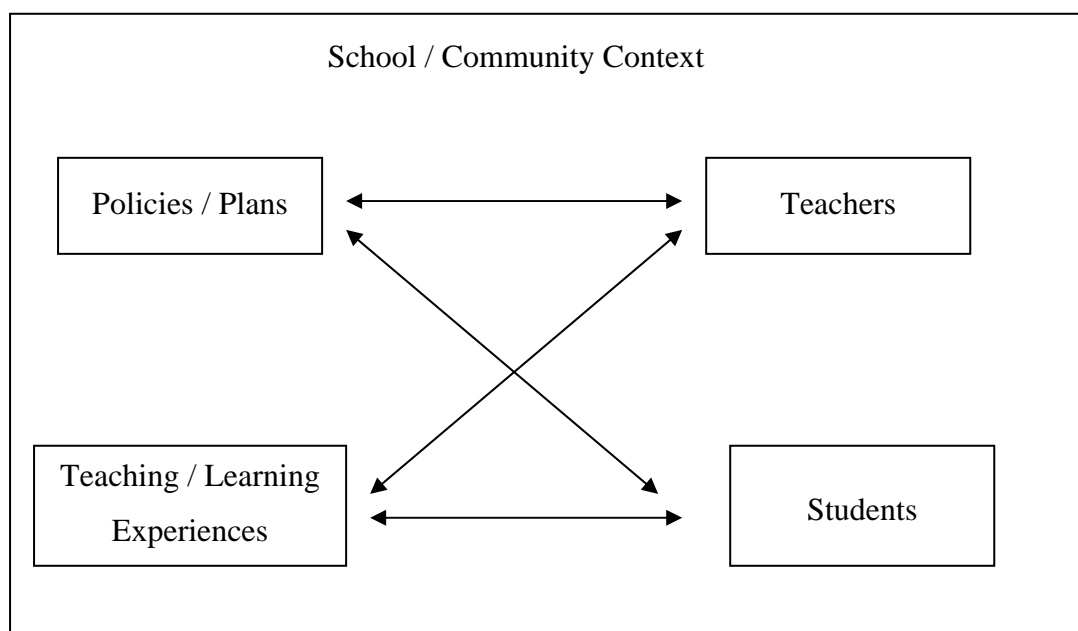 School / Community Context
Policies / Plans
Teachers
Teaching / Learning
Experiences
Students